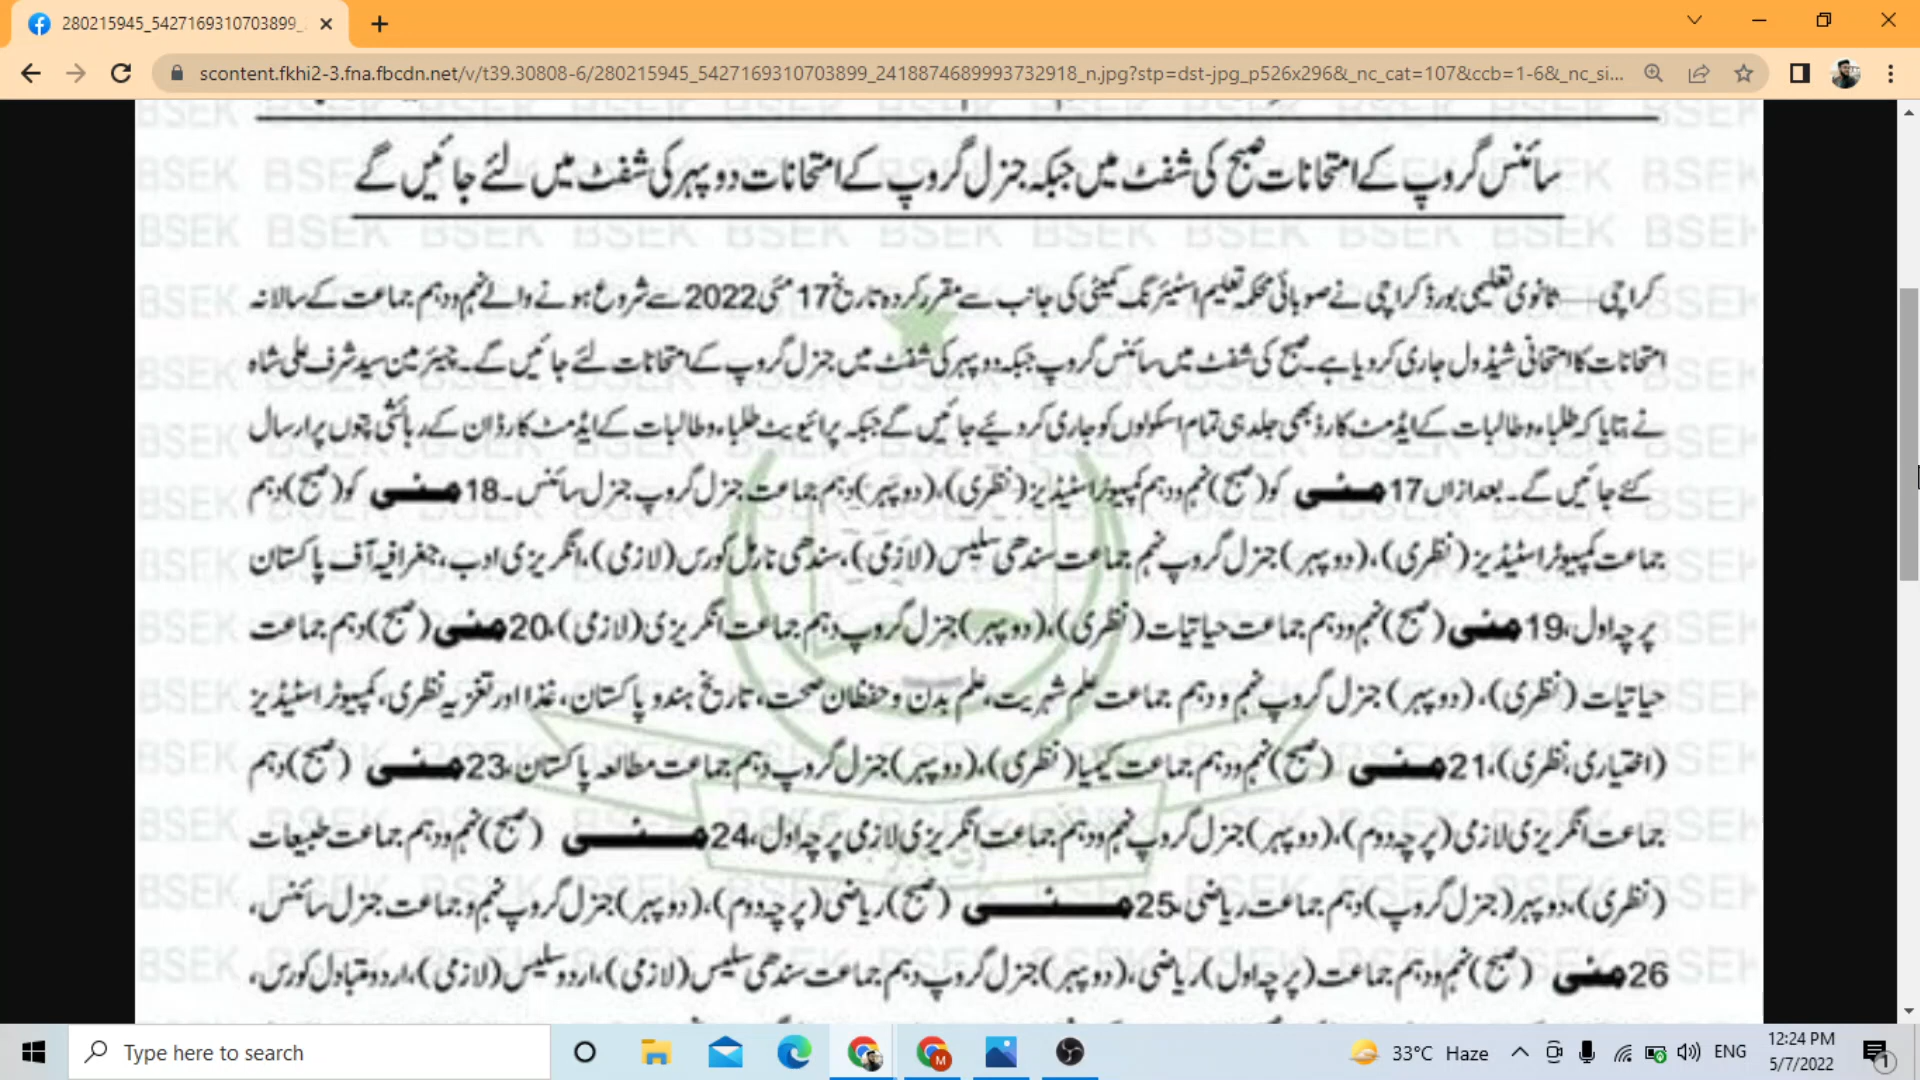 280215945_5427169310703899_
scontent.fkhi2-3.fna.fbcdn.net/v/t39.30808-6/280215945_5427169310703899_2418874689993732918_n.jpg?stp=dst-jpg_p526x296&_nc_cat=107&ccb=1-6&_nc_si...
سائنس گروپ کے امتحانات صبح کی شفٹ میں جبکہ جنرل گروپ کے امتحانات دوپہر کی شفٹ میں لئے جائیں گے
کراچی—ثانوی تعلیمی بورڈ کراچی نے صوبائی محکمہ تعلیم اسٹیئرنگ کمیٹی کی جانب سے مقرر کردہ تاریخ 17 مئی 2022 سے شروع ہونے والے نہم و دہم جماعت کے سالانہ
امتحانات کا امتحانی شیڈول جاری کردیا ہے۔ صبح کی شفٹ میں سائنس گروپ جبکہ دوپہر کی شفٹ میں جنرل گروپ کے امتحانات لئے جائیں گے۔ چیئرمین سید شرف علی شاہ
نے بتایا کہ طلباء و طالبات کے ایڈمٹ کارڈ بھی جلد ہی تمام اسکولوں کو جاری کردیئے جائیں گے جبکہ پرائیویٹ طلباء و طالبات کے ایڈمٹ کارڈ ان کے رہائشی پتوں پر ارسال
کئے جائیں گے۔ بعدازاں 17 مئی کو (صبح) نہم و دہم کمپیوٹر اسٹیڈیز (نظری)، (دوپہر) دہم جماعت جنرل گروپ جنرل سائنس۔ 18 مئی کو (صبح) دہم
جماعت کمپیوٹر اسٹیڈیز (نظری)، (دوپہر) جنرل گروپ نہم جماعت سندھی سلیس (لازمی)، سندھی نارمل کورس (لازمی)، انگریزی ادب، جغرافیہ آف پاکستان
پرچہ اول، 19 مئی (صبح) نہم و دہم جماعت حیاتیات (نظری)، (دوپہر) جنرل گروپ دہم جماعت انگریزی (لازمی)، 20 مئی (صبح) دہم جماعت
حیاتیات (نظری)، (دوپہر) جنرل گروپ نہم و دہم جماعت علم شہریت، علم بدن و حفظان صحت، تاریخ ہند و پاکستان، غذا اور تغزیہ نظری، کمپیوٹر اسٹیڈیز
(اختیاری، نظری)، 21 مئی (صبح) نہم و دہم جماعت کیمیا (نظری)، (دوپہر) جنرل گروپ دہم جماعت مطالعہ پاکستان، 23 مئی (صبح) دہم
جماعت انگریزی لازمی (پرچہ دوم)، (دوپہر) جنرل گروپ نہم و دہم جماعت انگریزی لازمی پرچہ اول، 24 مئی (صبح) نہم و دہم جماعت طبیعات
(نظری)، دوپہر (جنرل گروپ) دہم جماعت ریاضی، 25 مئی (صبح) ریاضی (پرچہ دوم)، (دوپہر) جنرل گروپ نہم و جماعت جنرل سائنس،
26 مئی (صبح) نہم و دہم جماعت (پرچہ اول) ریاضی، (دوپہر) جنرل گروپ دہم جماعت سندھی سلیس (لازمی)، اردو سلیس (لازمی)، اردو متبادل کورس،
Type here to search
33°C Haze
ENG
12:24 PM
5/7/2022
1